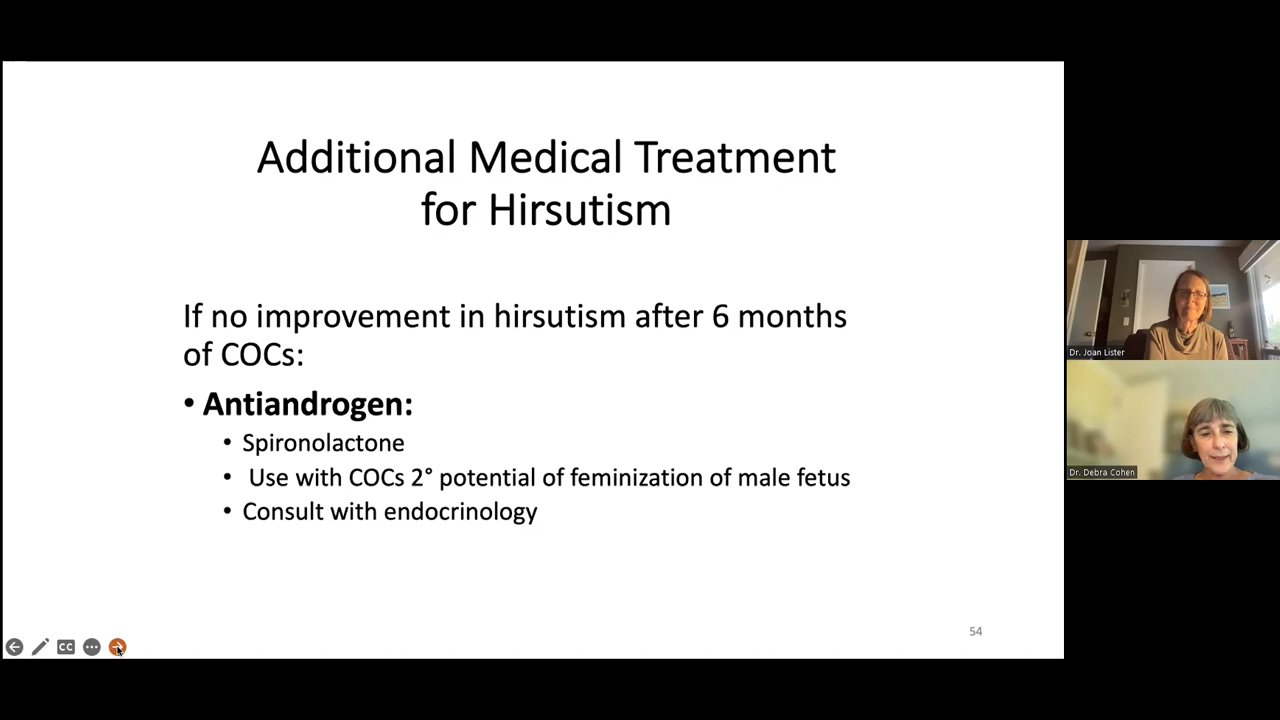 Additional Medical Treatment
for Hirsutism
If no improvement in hirsutism after 6 months
of COCs:
• Antiandrogen:
• Spironolactone
• Use with COCs 2° potential of feminization of male fetus
• Consult with endocrinology
54
CC
Dr. Joan Lister
Dr. Debra Cohen